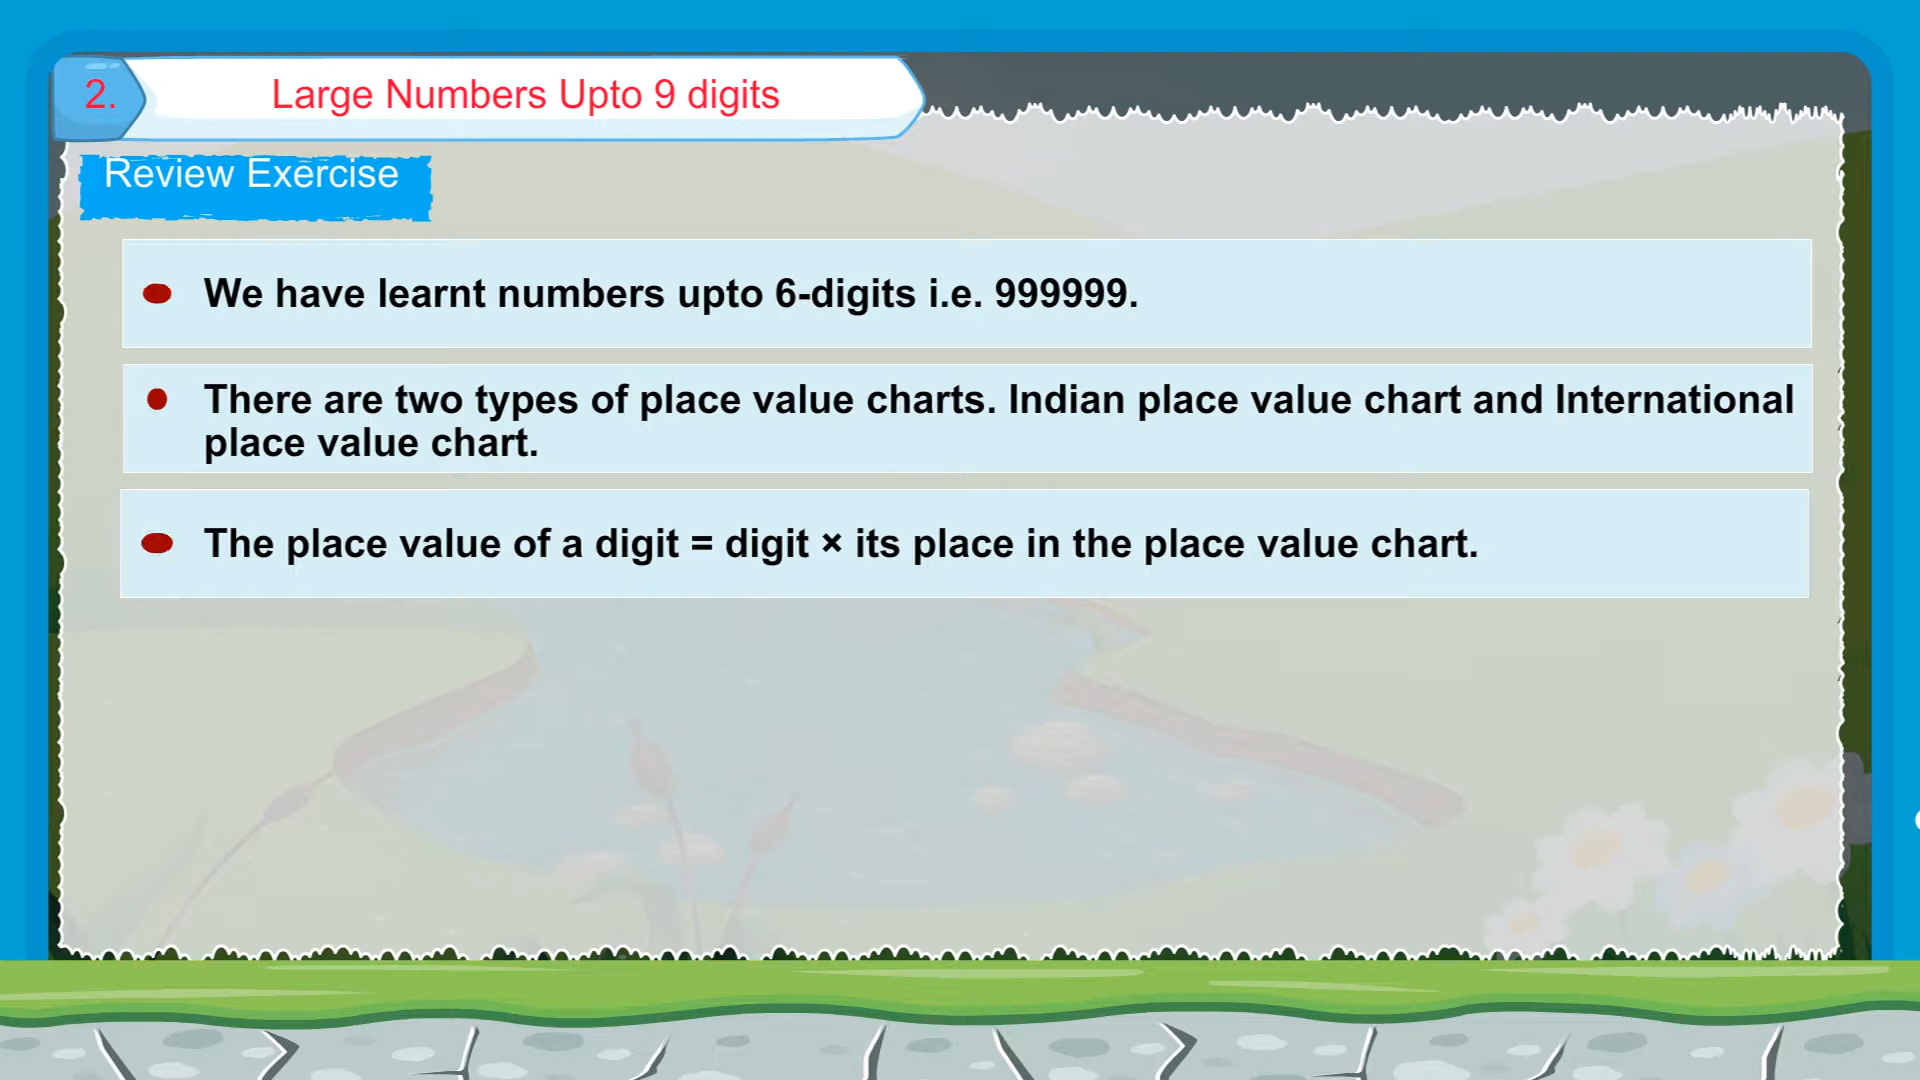 2.
Large Numbers Upto 9 digits
Review Exercise
We have learnt numbers upto 6-digits i.e. 999999.
There are two types of place value charts. Indian place value chart and International
place value chart.
The place value of a digit = digit × its place in the place value chart.